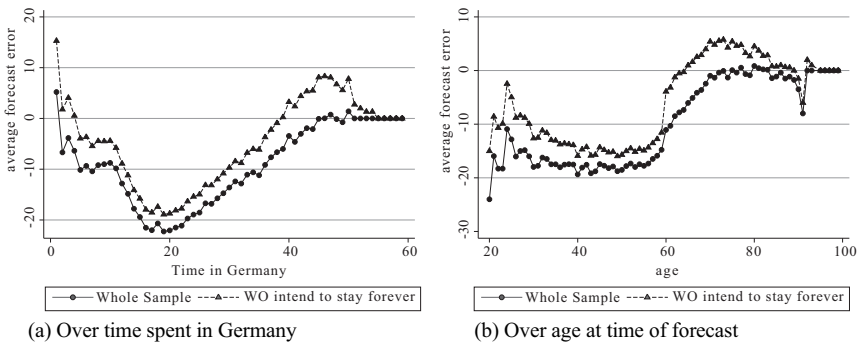 20
10
0
-10
-20
average forecast error
0 20 40 60
Time in Germany
Whole Sample WO intend to stay forever
(a) Over time spent in Germany
10
0
-10
-20
-30
average forecast error
20 40 60 80 100
age
Whole Sample WO intend to stay forever
(b) Over age at time of forecast